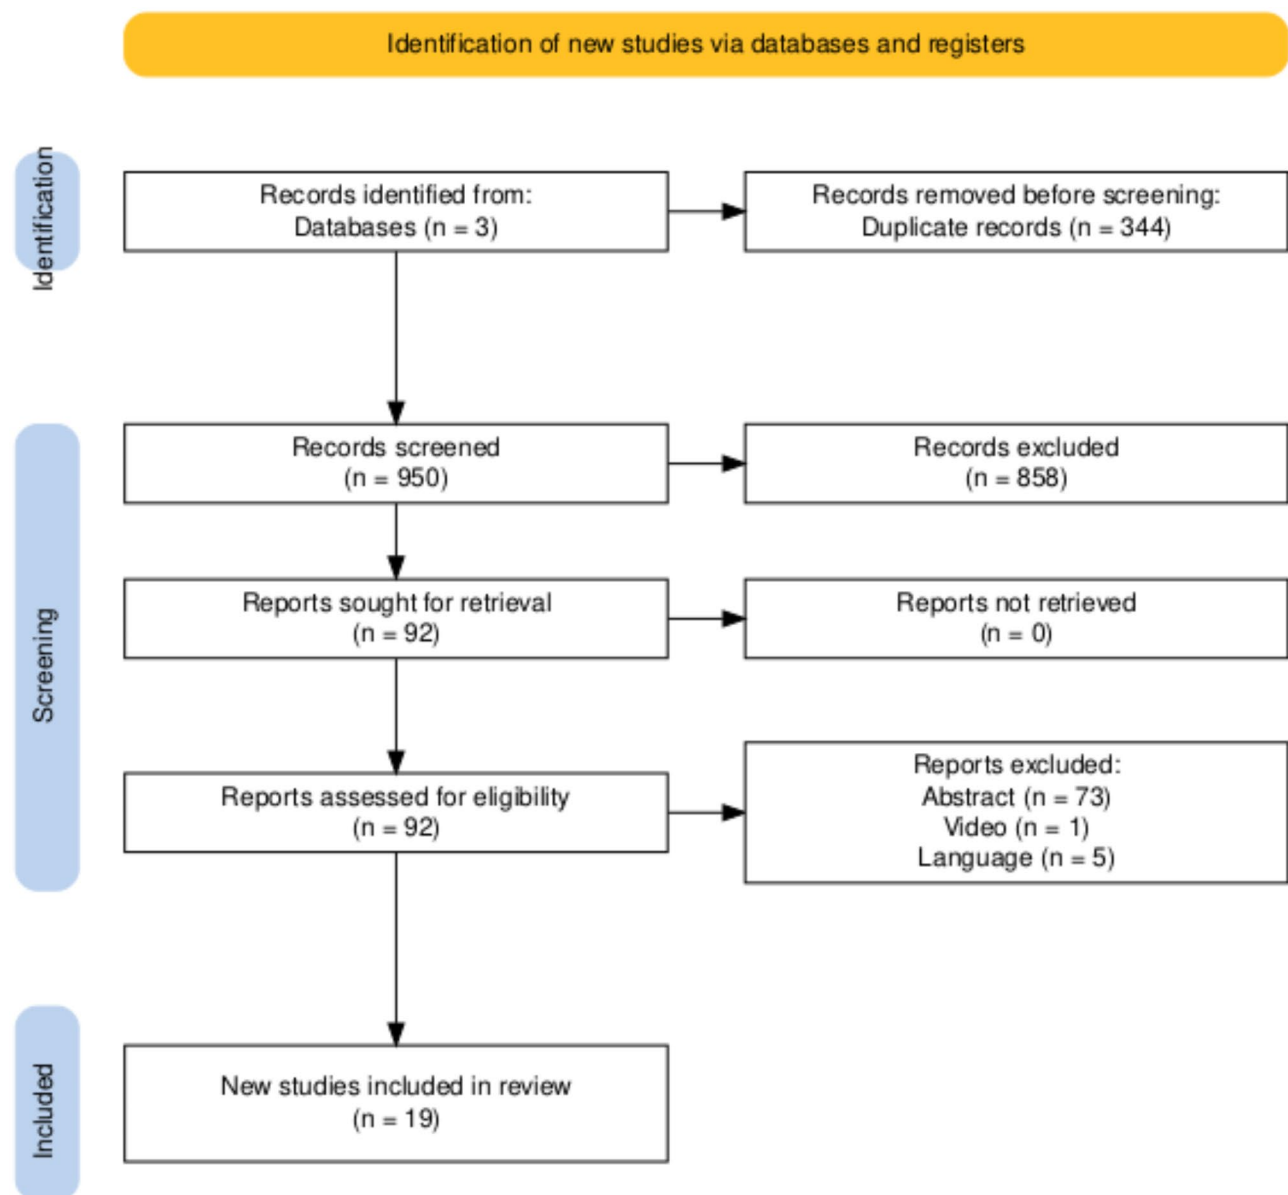 Identification of new studies via databases and registers
Identification
Records identified from:
Databases (n = 3)
Records removed before screening:
Duplicate records (n = 344)
Screening
Records screened
(n = 950)
Records excluded
(n = 858)
Reports sought for retrieval
(n = 92)
Reports not retrieved
(n = 0)
Reports assessed for eligibility
(n = 92)
Reports excluded:
Abstract (n = 73)
Video (n = 1)
Language (n = 5)
Included
New studies included in review
(n = 19)